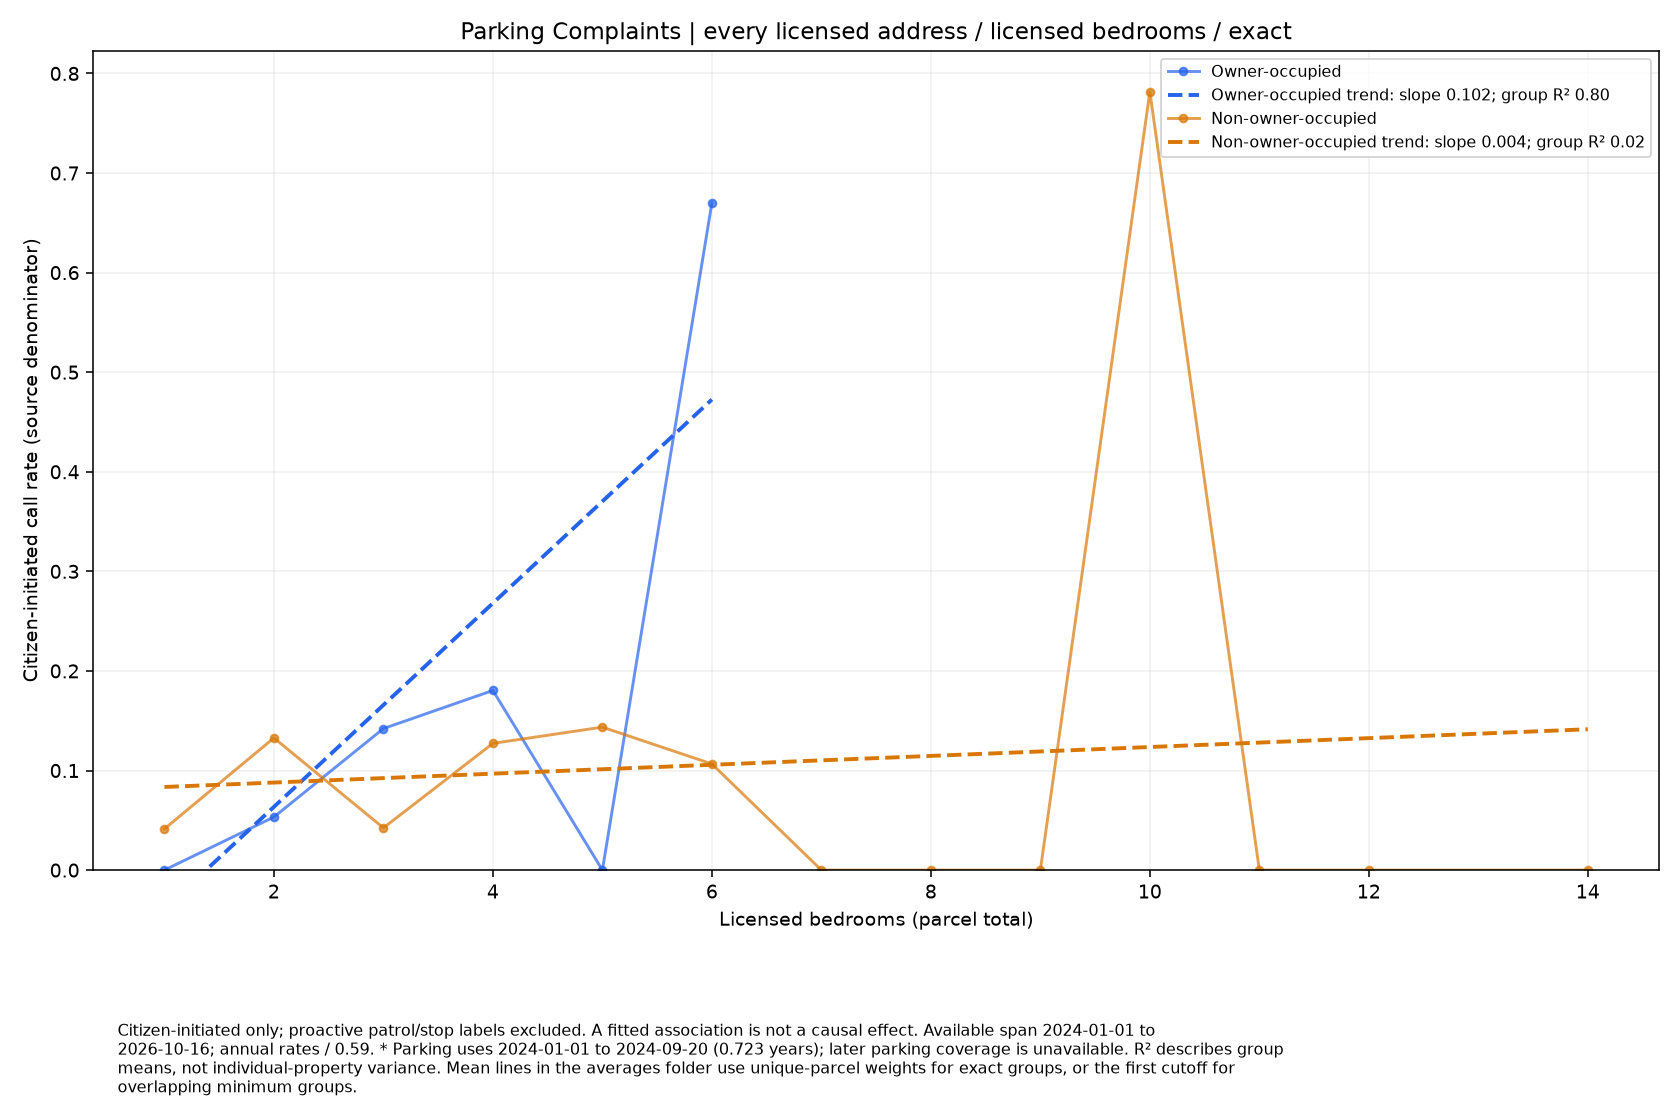 Parking Complaints | every licensed address / licensed bedrooms / exact
Owner-occupied
Owner-occupied trend: slope 0.102; group R² 0.80
Non-owner-occupied
Non-owner-occupied trend: slope 0.004; group R² 0.02
Citizen-initiated call rate (source denominator)
0.8
0.7
0.6
0.5
0.4
0.3
0.2
0.1
0.0
2 4 6 8 10 12 14
Licensed bedrooms (parcel total)
Citizen-initiated only; proactive patrol/stop labels excluded. A fitted association is not a causal effect. Available span 2024-01-01 to
2026-10-16; annual rates / 0.59. * Parking uses 2024-01-01 to 2024-09-20 (0.723 years); later parking coverage is unavailable. R² describes group
means, not individual-property variance. Mean lines in the averages folder use unique-parcel weights for exact groups, or the first cutoff for
overlapping minimum groups.